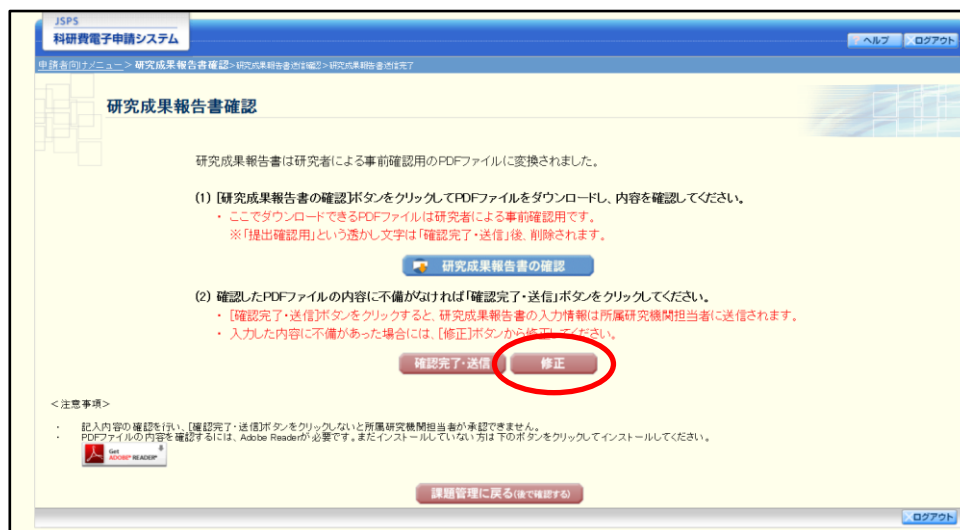 JSPS
科研費電子申請システム
ヘルプ
ログアウト
申請者向けメニュー>研究成果報告書確認>研究成果報告書送信確認>研究成果報告書送信完了
研究成果報告書確認
研究成果報告書は研究者による事前確認用のPDFファイルに変換されました。
(1) [研究成果報告書の確認]ボタンをクリックしてPDFファイルをダウンロードし、内容を確認してください。
・ ここでダウンロードできるPDFファイルは研究者による事前確認用です。
※「提出確認用」という透かし文字は「確認完了・送信」後、削除されます。
研究成果報告書の確認
(2) 確認したPDFファイルの内容に不備がなければ「確認完了・送信」ボタンをクリックしてください。
・ [確認完了・送信]ボタンをクリックすると、研究成果報告書の入力情報は所属研究機関担当者に送信されます。
・ 入力した内容に不備があった場合には、[修正]ボタンから修正してください。
確認完了・送信
修正
<注意事項>
・ 記入内容の確認を行い、[確認完了・送信]ボタンをクリックしないと所属研究機関担当者が承認できません。
・ PDFファイルの内容を確認するには、Adobe Readerが必要です。まだインストールしていない方は下のボタンをクリックしてインストールしてください。
Get
ADOBE® READER®
課題管理に戻る(後で確認する)
ログアウト